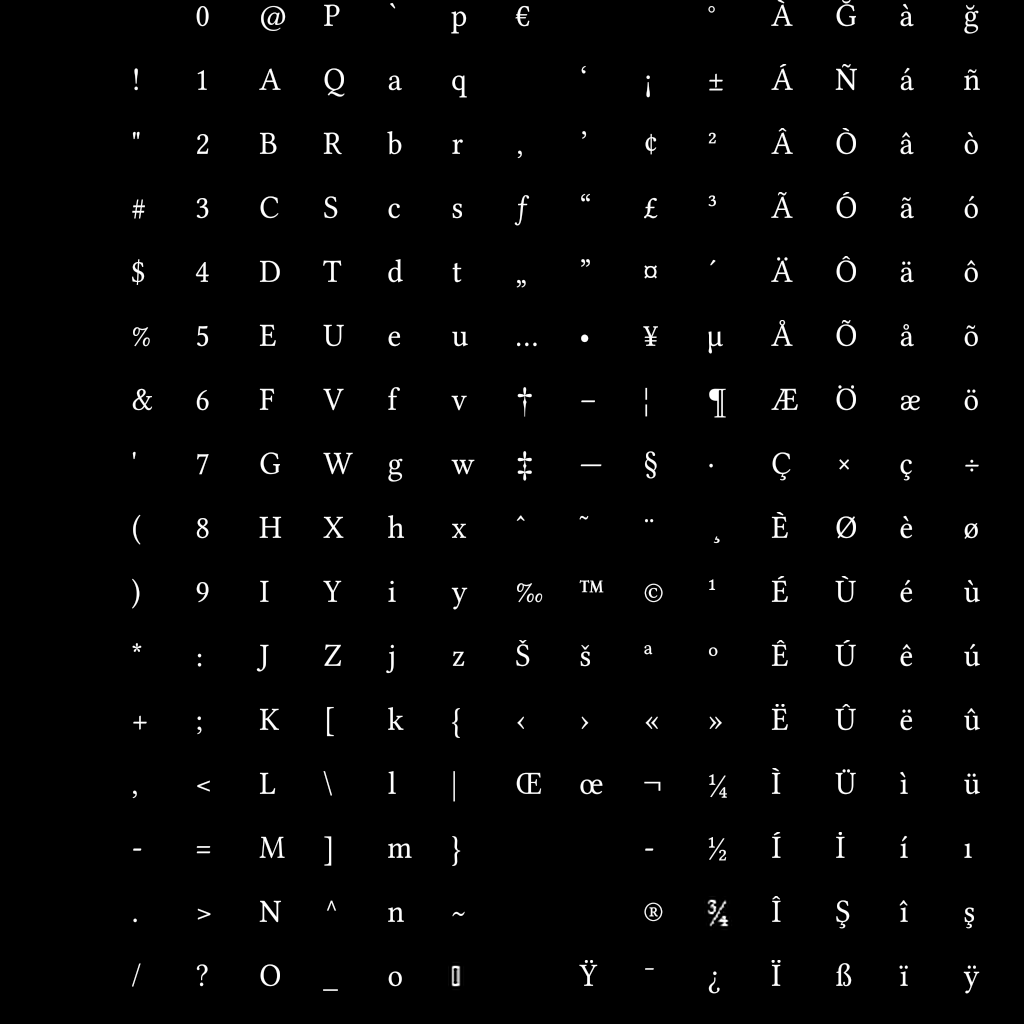 0 @ P ` p € ° À Ğ à ğ
! 1 A Q a q ‘ ¡ ± Á Ñ á ñ
" 2 B R b r ‚ ’ ¢ ² Â Ò â ò
# 3 C S c s ƒ “ £ ³ Ã Ó ã ó
$ 4 D T d t „ ” ¤ ´ Ä Ô ä ô
% 5 E U e u … • ¥ µ Å Õ å õ
& 6 F V f v † – ¦ ¶ Æ Ö æ ö
' 7 G W g w ‡ — § · Ç × ç ÷
( 8 H X h x ˆ ˜ ¨ ¸ È Ø è ø
) 9 I Y i y ‰ ™ © ¹ É Ù é ù
* : J Z j z Š š ª º Ê Ú ê ú
+ ; K [ k { ‹ › « » Ë Û ë û
, < L \ l | Œ œ ¬ ¼ Ì Ü ì ü
- = M ] m } - ½ Í İ í ı
. > N ^ n ~ ® ¾ Î Ş î ş
/ ? O _ o ▯ Ÿ ¯ ¿ Ï ß ï ÿ